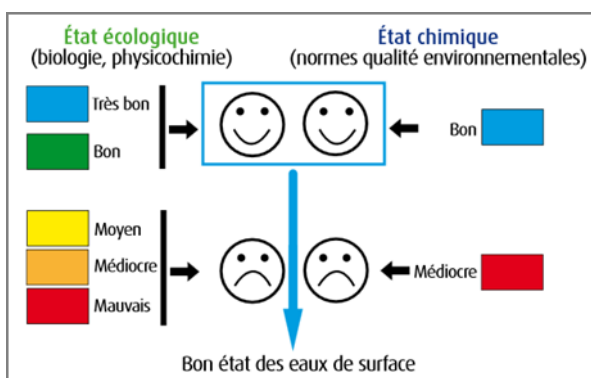 État écologique
(biologie, physicochimie)
État chimique
(normes qualité environnementales)
Très bon
Bon
Bon
Moyen
Médiocre
Mauvais
Médiocre
Bon état des eaux de surface